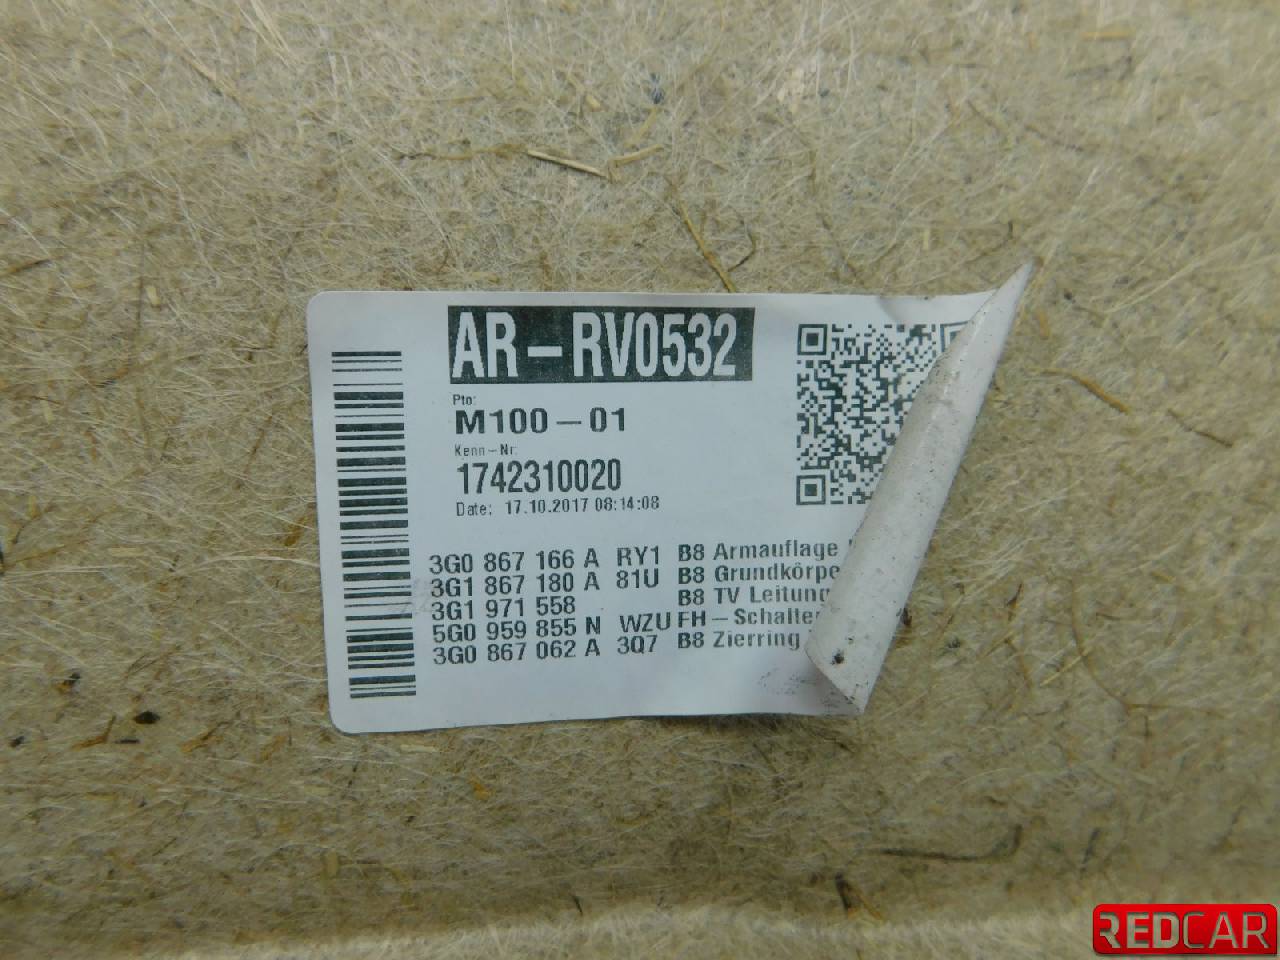 AR-RV0532
Pto:
M100-01
Kenn-Nr:
1742310020
Date: 17.10.2017 08:14:08
3G0 867 166 A RY1 B8 Armauflage
3G1 867 180 A 81U B8
3G1 971 558 B8 TV Leitung
5G0 959 855 N WZU FH-Schalter
3G0 867 062 A 3Q7 B8 Zierring
REDCAR